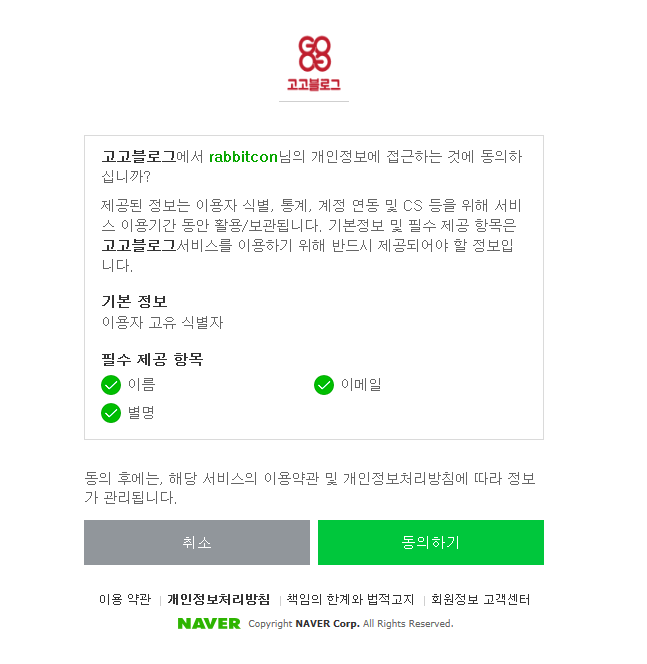 고고블로그
고고블로그에서 rabbitcon님의 개인정보에 접근하는 것에 동의하
십니까?
제공된 정보는 이용자 식별, 통계, 계정 연동 및 CS 등을 위해 서비
스 이용기간 동안 활용/보관됩니다. 기본정보 및 필수 제공 항목은
고고블로그서비스를 이용하기 위해 반드시 제공되어야 할 정보입
니다.
기본 정보
이용자 고유 식별자
필수 제공 항목
이름 이메일
별명
동의 후에는, 해당 서비스의 이용약관 및 개인정보처리방침에 따라 정보
가 관리됩니다.
취소 동의하기
이용 약관 | 개인정보처리방침 | 책임의 한계와 법적고지 | 회원정보 고객센터
NAVER Copyright NAVER Corp. All Rights Reserved.